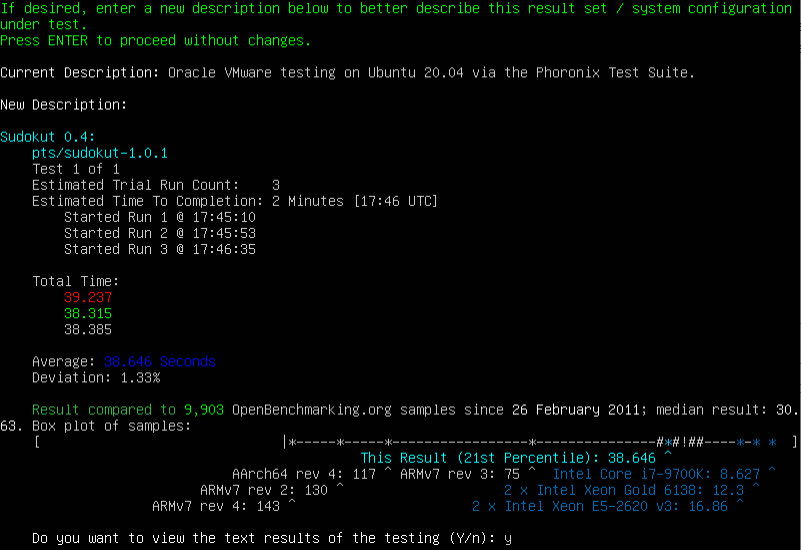 If desired, enter a new description below to better describe this result set / system configuration
under test.
Press ENTER to proceed without changes.
Current Description: Oracle VMware testing on Ubuntu 20.04 via the Phoronix Test Suite.
New Description:
Sudokut 0.4:
pts/sudokut-1.0.1
Test 1 of 1
Estimated Trial Run Count:    3
Estimated Time To Completion: 2 Minutes [17:46 UTC]
Started Run 1 @ 17:45:10
Started Run 2 @ 17:45:53
Started Run 3 @ 17:46:35
Total Time:
39.237
38.315
38.385
Average: 38.646 Seconds
Deviation: 1.33%
Result compared to 9,903 OpenBenchmarking.org samples since 26 February 2011; median result: 30.
63. Box plot of samples:
[                              |*-----*-----*------------------*---------------#*#!##----*-* *  ]
This Result (21st Percentile): 38.646 ^
AArch64 rev 4: 117 ^ ARMv7 rev 3: 75 ^    Intel Core i7-9700K: 8.627 ^
ARMv7 rev 2: 130 ^                    2 x Intel Xeon Gold 6138: 12.3 ^
ARMv7 rev 4: 143 ^                      2 x Intel Xeon E5-2620 v3: 16.86 ^
Do you want to view the text results of the testing (Y/n): y